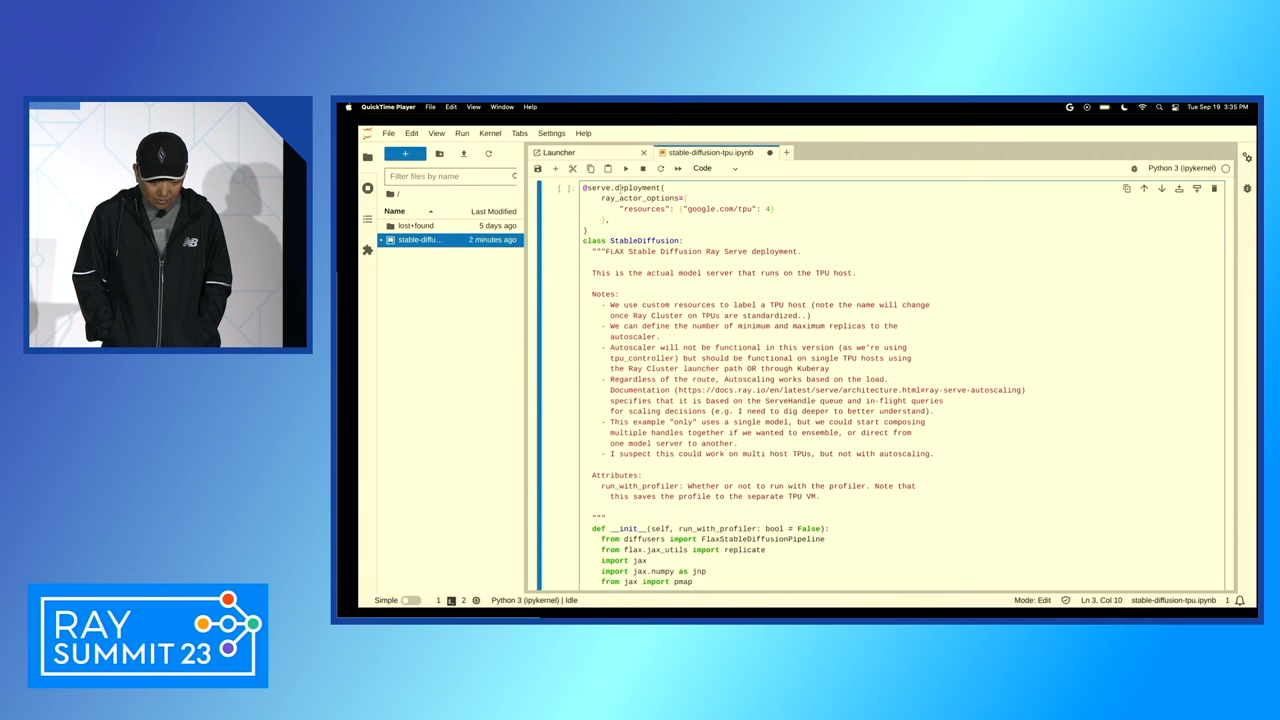 QuickTime Player File Edit View Window Help
Tue Sep 19 3:35 PM
File Edit View Run Kernel Tabs Settings Help
Launcher
stable-diffusion-tpu.ipynb
Filter files by name
/
Name
Last Modified
lost+found 5 days ago
stable-diffu... 2 minutes ago
Code
Python 3 (ipykernel)
[ ]:
@serve.deployment(
ray_actor_options={
"resources": {"google.com/tpu": 4}
},
)
class StableDiffusion:
"""FLAX Stable Diffusion Ray Serve deployment.
This is the actual model server that runs on the TPU host.
Notes:
- We use custom resources to label a TPU host (note the name will change
once Ray Cluster on TPUs are standardized..)
- We can define the number of minimum and maximum replicas to the
autoscaler.
- Autoscaler will not be functional in this version (as we're using
tpu_controller) but should be functional on single TPU hosts using
the Ray Cluster launcher path OR through Kuberay
- Regardless of the route, Autoscaling works based on the load.
Documentation (https://docs.ray.io/en/latest/serve/architecture.html#ray-serve-autoscaling)
specifies that it is based on the ServeHandle queue and in-flight queries
for scaling decisions (e.g. I need to dig deeper to better understand).
- This example "only" uses a single model, but we could start composing
multiple handles together if we wanted to ensemble, or direct from
one model server to another.
- I suspect this could work on multi host TPUs, but not with autoscaling.
Attributes:
run_with_profiler: Whether or not to run with the profiler. Note that
this saves the profile to the separate TPU VM.
"""
def __init__(self, run_with_profiler: bool = False):
from diffusers import FlaxStableDiffusionPipeline
from flax.jax_utils import replicate
import jax
import jax.numpy as jnp
from jax import pmap
Simple
1
2
Python 3 (ipykernel) | Idle
Mode: Edit
Ln 3, Col 10
stable-diffusion-tpu.ipynb
1
NB
RAY
SUMMIT 23